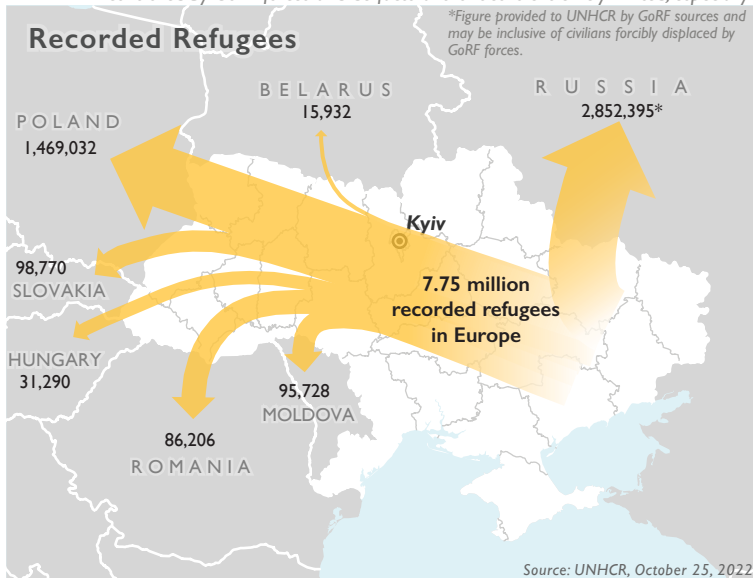 *Figure provided to UNHCR by GoRF sources and
may be inclusive of civilians forcibly displaced by
GoRF forces.
Recorded Refugees
BELARUS
15,932
RUSSIA
2,852,395*
POLAND
1,469,032
Kyiv
98,770
SLOVAKIA
7.75 million
recorded refugees
in Europe
HUNGARY
31,290
95,728
MOLDOVA
86,206
ROMANIA
Source: UNHCR, October 25, 2022